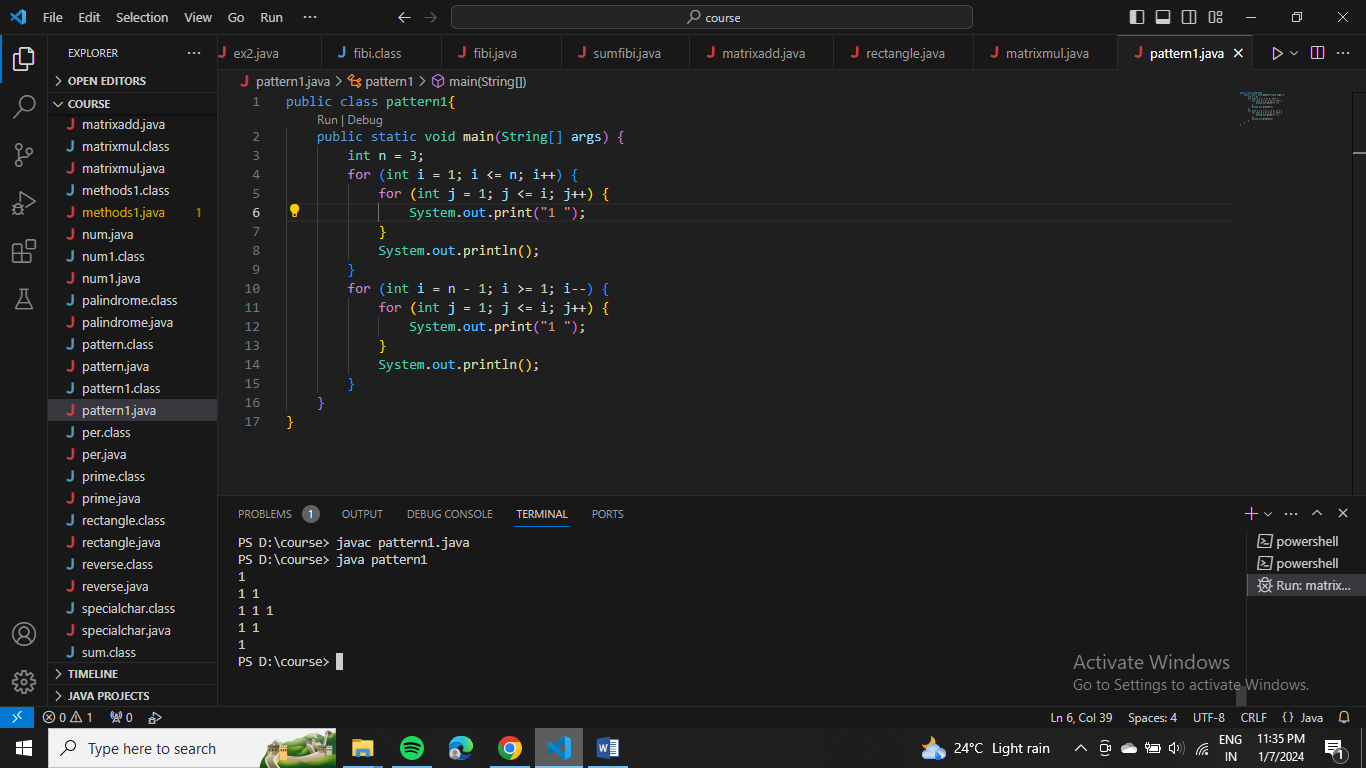 File Edit Selection View Go Run ··· course
EXPLORER ···
OPEN EDITORS
COURSE
matrixadd.java
matrixmul.class
matrixmul.java
methods1.class
methods1.java 1
num.java
num1.class
num1.java
palindrome.class
palindrome.java
pattern.class
pattern.java
pattern1.class
pattern1.java
per.class
per.java
prime.class
prime.java
rectangle.class
rectangle.java
reverse.class
reverse.java
specialchar.class
specialchar.java
sum.class
TIMELINE
JAVA PROJECTS
ex2.java fibi.class fibi.java sumfibi.java matrixadd.java rectangle.java matrixmul.java pattern1.java
pattern1.java > pattern1 > main(String[])
1 public class pattern1{
Run | Debug
2 public static void main(String[] args) {
3 int n = 3;
4 for (int i = 1; i <= n; i++) {
5 for (int j = 1; j <= i; j++) {
6 System.out.print("1 ");
7 }
8 System.out.println();
9 }
10 for (int i = n - 1; i >= 1; i--) {
11 for (int j = 1; j <= i; j++) {
12 System.out.print("1 ");
13 }
14 System.out.println();
15 }
16 }
17 }
PROBLEMS 1 OUTPUT DEBUG CONSOLE TERMINAL PORTS
PS D:\course> javac pattern1.java
PS D:\course> java pattern1
1
1 1
1 1 1
1 1
1
PS D:\course>
powershell
powershell
Run: matrix...
Activate Windows
Go to Settings to activate Windows.
0 1 0 Ln 6, Col 39 Spaces: 4 UTF-8 CRLF {} Java
Type here to search 24°C Light rain ENG IN 11:35 PM 1/7/2024 1